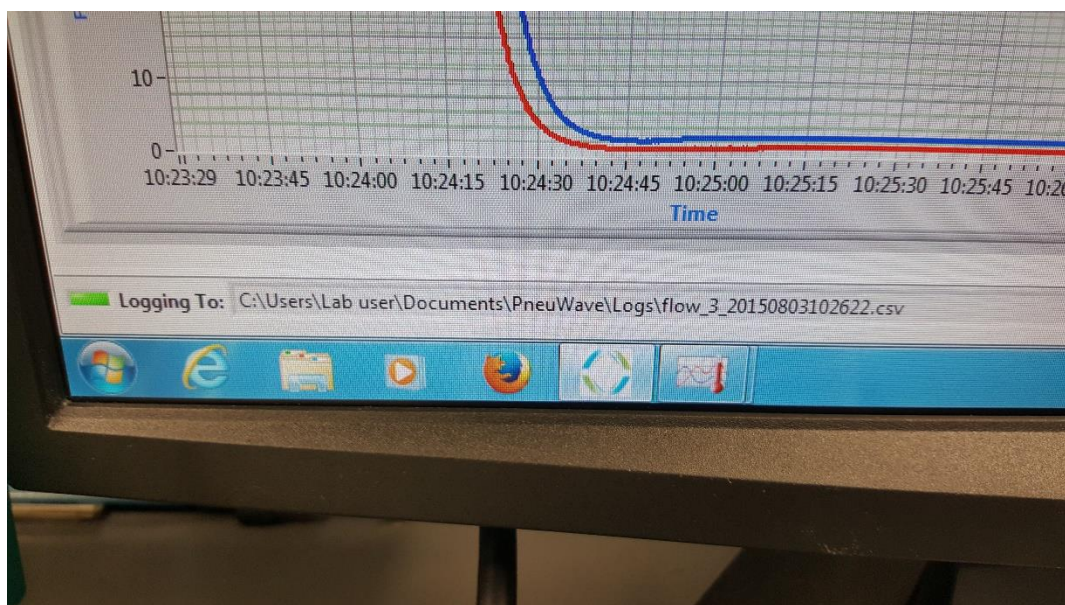 10
0
10:23:29 10:23:45 10:24:00 10:24:15 10:24:30 10:24:45 10:25:00 10:25:15 10:25:30 10:25:45
Time
Logging To: C:\Users\Lab user\Documents\PneuWave\Logs\flow_3_20150803102622.csv